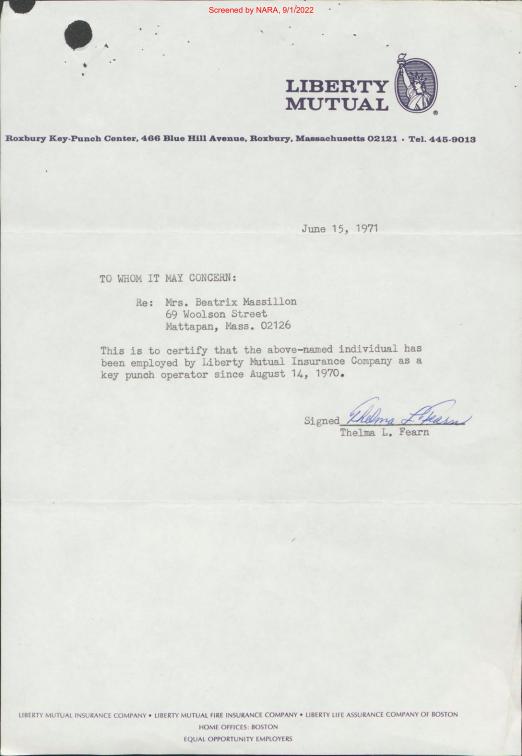 Screened by NARA, 9/1/2022
LIBERTY
MUTUAL
®
Roxbury Key-Punch Center, 466 Blue Hill Avenue, Roxbury, Massachusetts 02121 • Tel. 445-9013
June 15, 1971
TO WHOM IT MAY CONCERN:
Re: Mrs. Beatrix Massillon
69 Woolson Street
Mattapan, Mass. 02126
This is to certify that the above-named individual has
been employed by Liberty Mutual Insurance Company as a
key punch operator since August 14, 1970.
Signed Thelma L Fearn
Thelma L. Fearn
LIBERTY MUTUAL INSURANCE COMPANY • LIBERTY MUTUAL FIRE INSURANCE COMPANY • LIBERTY LIFE ASSURANCE COMPANY OF BOSTON
HOME OFFICES: BOSTON
EQUAL OPPORTUNITY EMPLOYERS